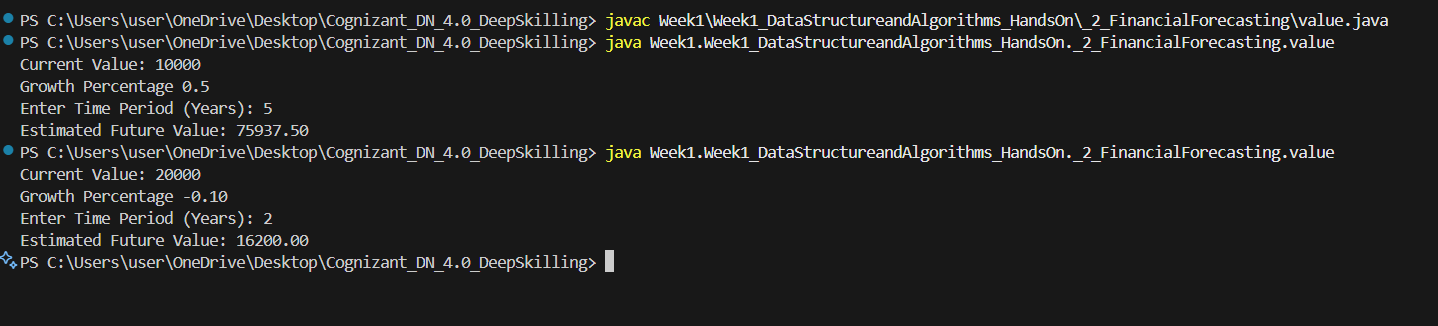 PS C:\Users\user\OneDrive\Desktop\Cognizant_DN_4.0_DeepSkilling> javac Week1\Week1_DataStructureandAlgorithms_HandsOn\_2_FinancialForecasting\value.java
PS C:\Users\user\OneDrive\Desktop\Cognizant_DN_4.0_DeepSkilling> java Week1.Week1_DataStructureandAlgorithms_HandsOn._2_FinancialForecasting.value
Current Value: 10000
Growth Percentage 0.5
Enter Time Period (Years): 5
Estimated Future Value: 75937.50
PS C:\Users\user\OneDrive\Desktop\Cognizant_DN_4.0_DeepSkilling> java Week1.Week1_DataStructureandAlgorithms_HandsOn._2_FinancialForecasting.value
Current Value: 20000
Growth Percentage -0.10
Enter Time Period (Years): 2
Estimated Future Value: 16200.00
PS C:\Users\user\OneDrive\Desktop\Cognizant_DN_4.0_DeepSkilling>